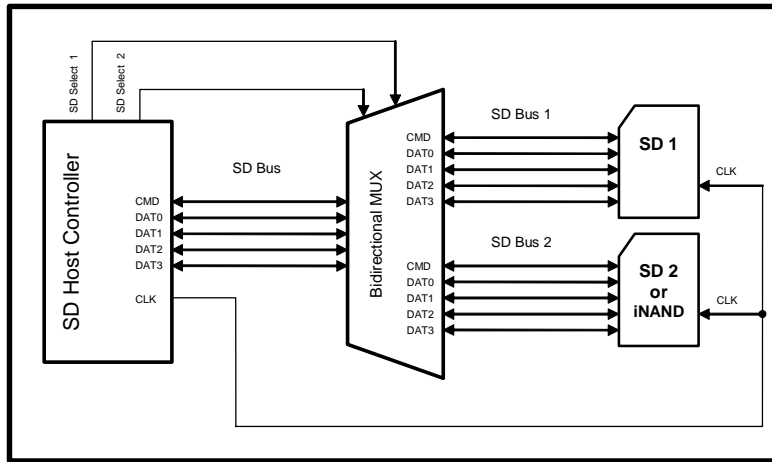 SD Select 1
SD Select 2
SD Host Controller
SD Bus
CMD
DAT0
DAT1
DAT2
DAT3
CLK
Bidirectional MUX
CMD
DAT0
DAT1
DAT2
DAT3
CMD
DAT0
DAT1
DAT2
DAT3
SD Bus 1
SD 1
CLK
SD Bus 2
SD 2
or
iNAND
CLK